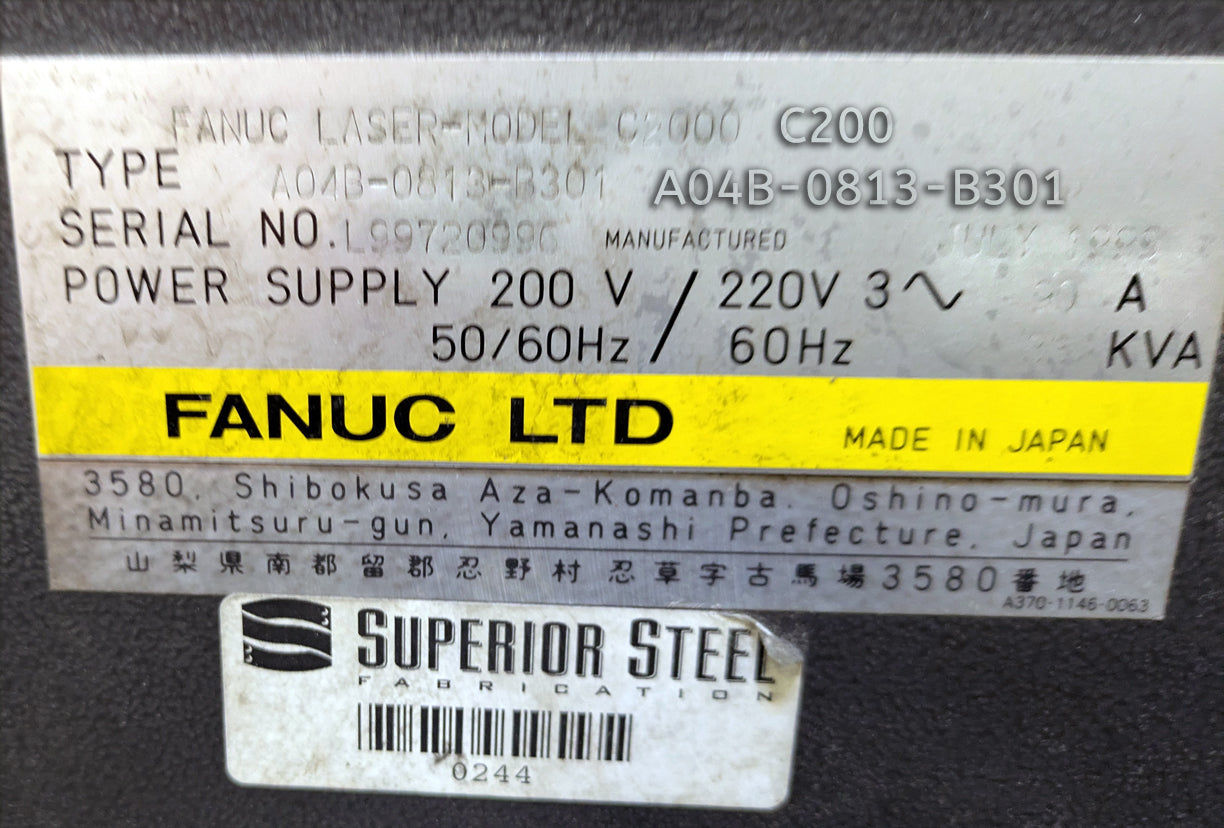 FANUC LASER-MODEL C2000 C200
TYPE A04B-0813-B301 A04B-0813-B301
SERIAL NO. L99720996 MANUFACTURED JULY
POWER SUPPLY 200 V / 220V 3～ A
50/60Hz 60Hz KVA
FANUC LTD MADE IN JAPAN
3580, Shibokusa Aza-Komanba, Oshino-mura,
Minamitsuru-gun, Yamanashi Prefecture, Japan
山梨県南都留郡忍野村忍草字古馬場3580番地
A370-1146-0063
SUPERIOR STEEL
FABRICATION
0244